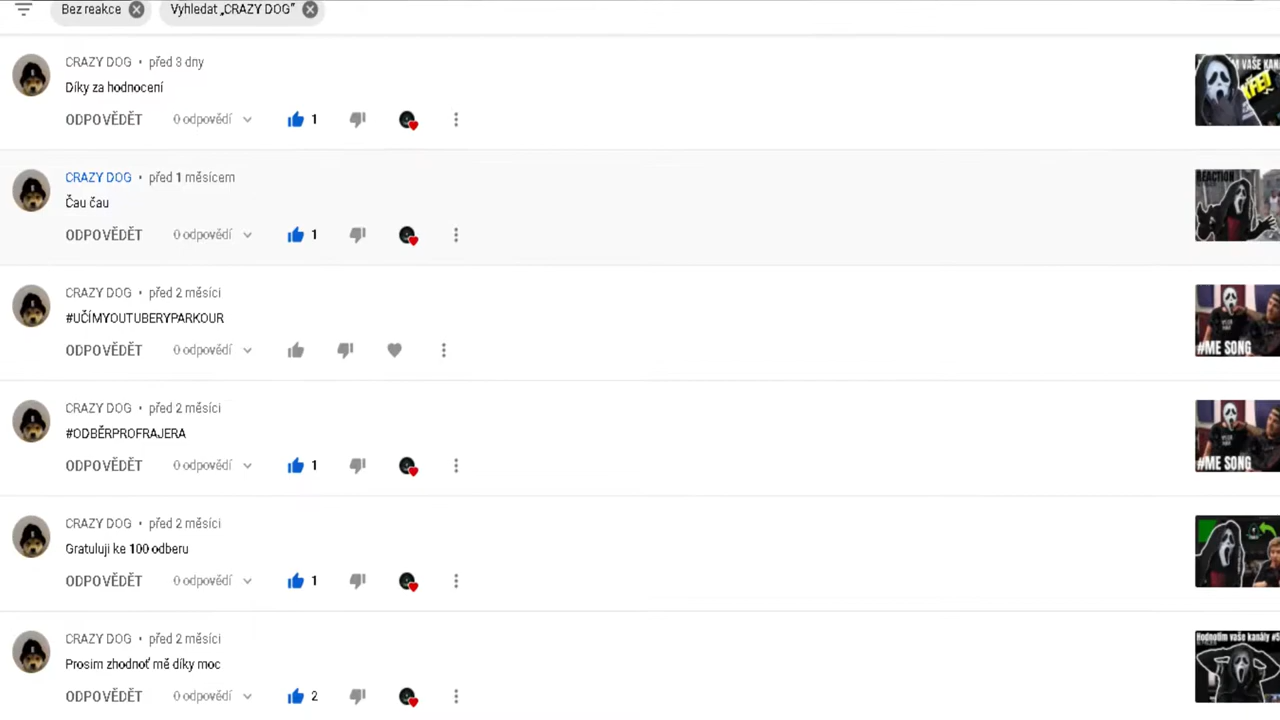 Bez reakce
Vyhledat „CRAZY DOG"
CRAZY DOG • před 3 dny
Díky za hodnocení
ODPOVĚDĚT 0 odpovědí 1
CRAZY DOG • před 1 měsícem
Čau čau
ODPOVĚDĚT 0 odpovědí 1
REACTION
CRAZY DOG • před 2 měsíci
#UČÍMYOUTUBERYPARKOUR
ODPOVĚDĚT 0 odpovědí
#ME SONG
CRAZY DOG • před 2 měsíci
#ODBĚRPROFRAJERA
ODPOVĚDĚT 0 odpovědí 1
#ME SONG
CRAZY DOG • před 2 měsíci
Gratuluji ke 100 odberu
ODPOVĚDĚT 0 odpovědí 1
CRAZY DOG • před 2 měsíci
Prosim zhodnoť mě díky moc
ODPOVĚDĚT 0 odpovědí 2
Hodnotím vaše kanály #5